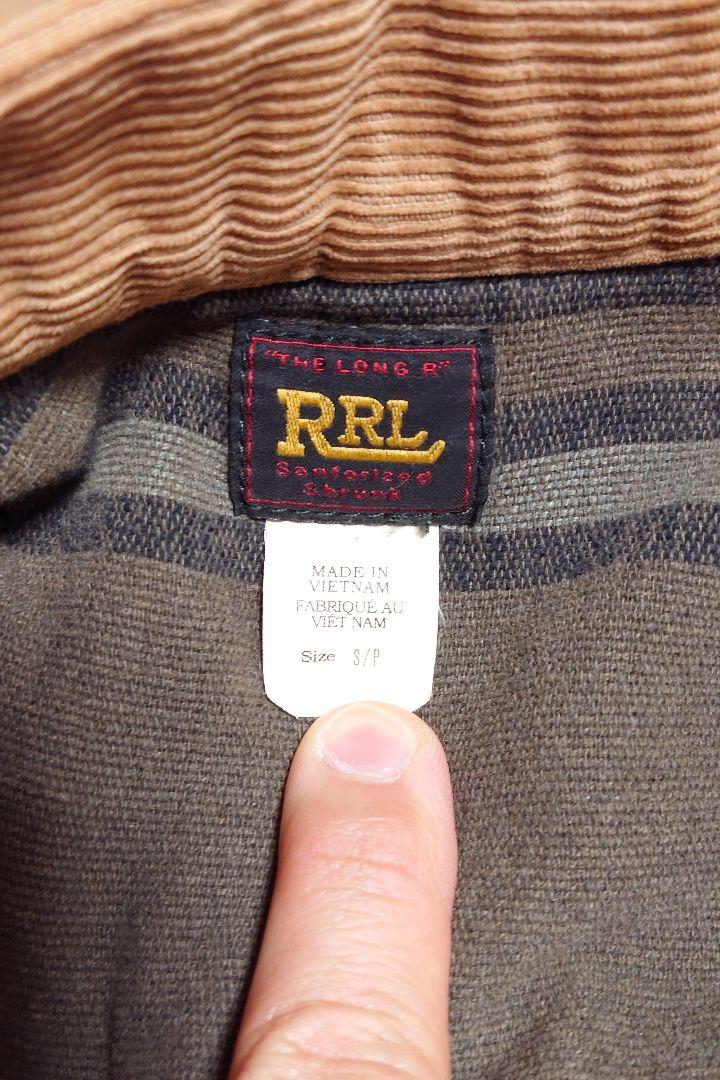 "THE LONG R"
RRL
Sanforized
Shrunk
MADE IN
VIETNAM
FABRIQUÉ AU
VIÊT NAM
Size S/P